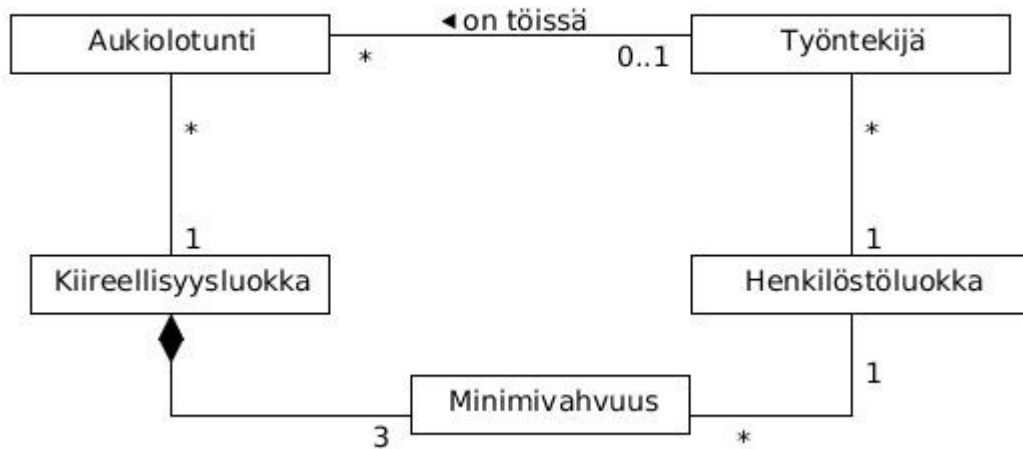 ◄ on töissä
Aukiolotunti
Työntekijä
*
0..1
*
*
1
1
Kiireellisyysluokka
Henkilöstöluokka
1
Minimivahvuus
3
*